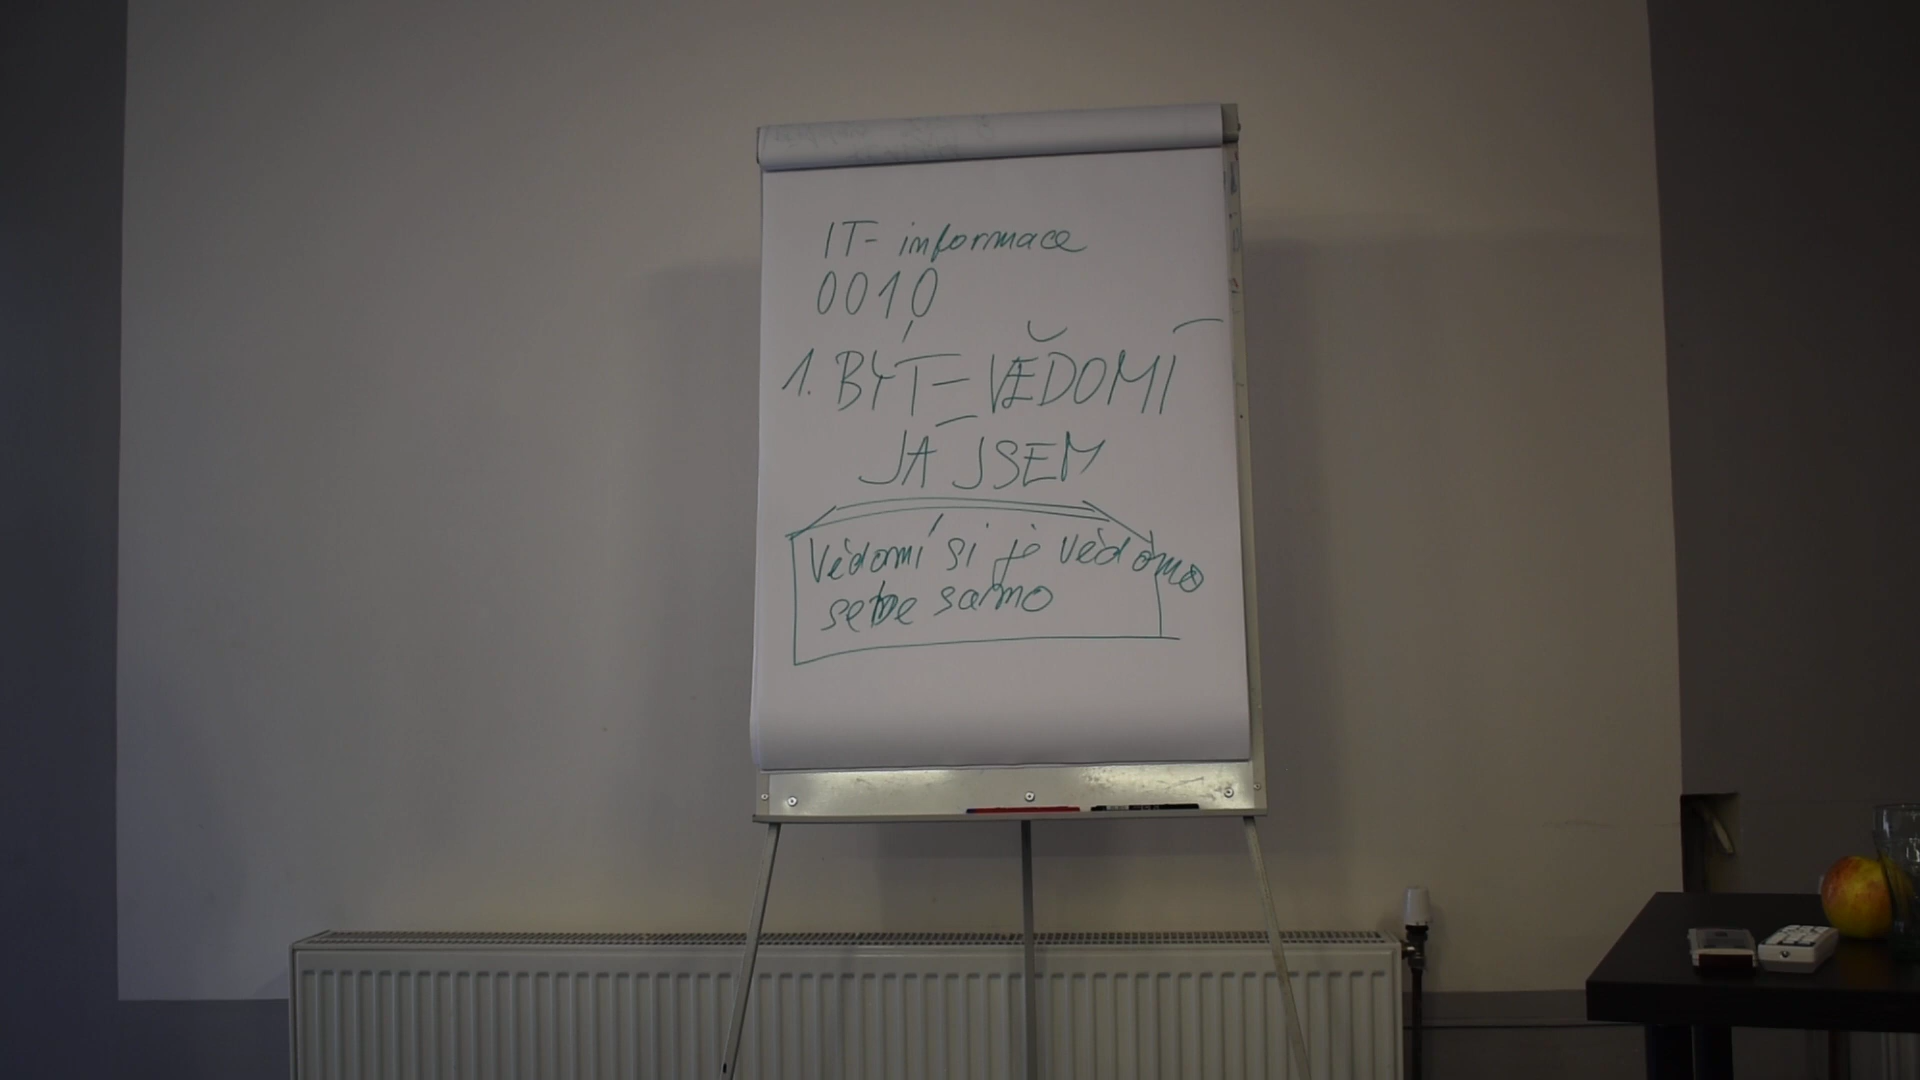 IT- informace
0010
1. BÝT - VĚDOMÍ
JÁ JSEM
Vědomí si je vědomo
sebe samo